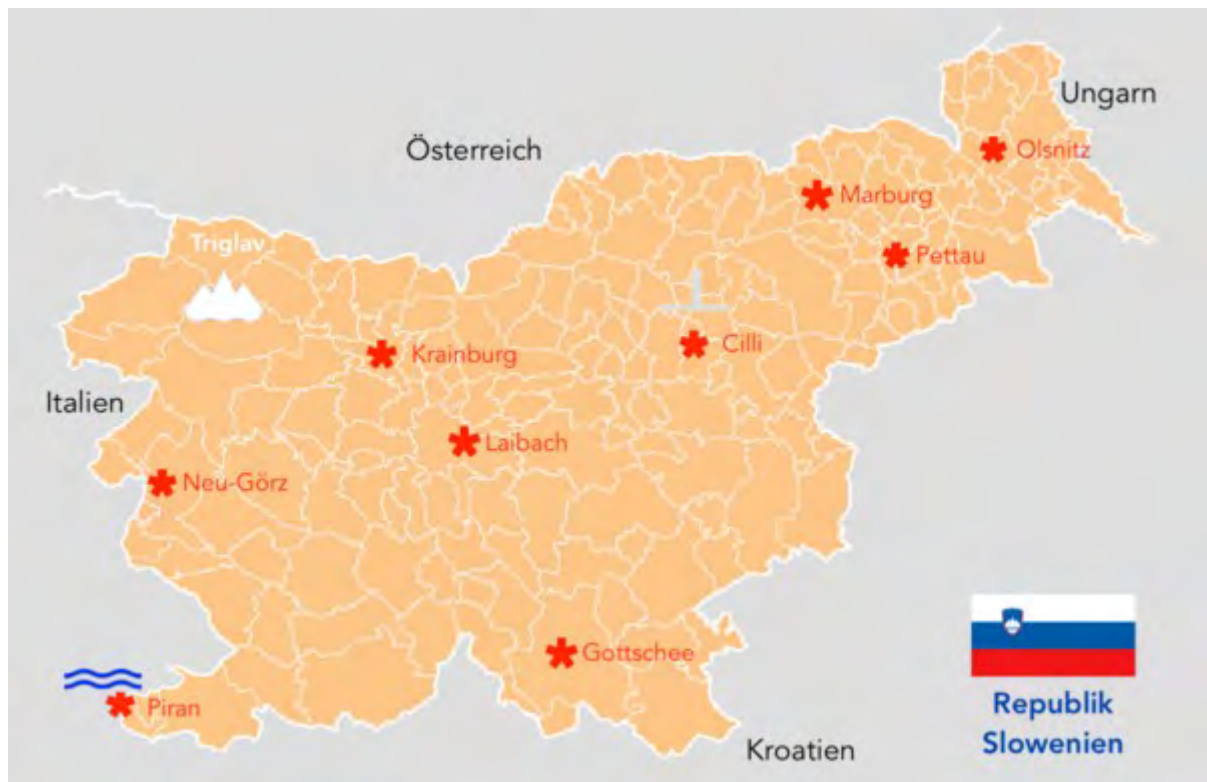 Ungarn
Österreich
Olsnitz
Marburg
Triglav
Pettau
Krainburg
Cilli
Italien
Laibach
Neu-Görz
Gottschee
Piran
Republik
Slowenien
Kroatien